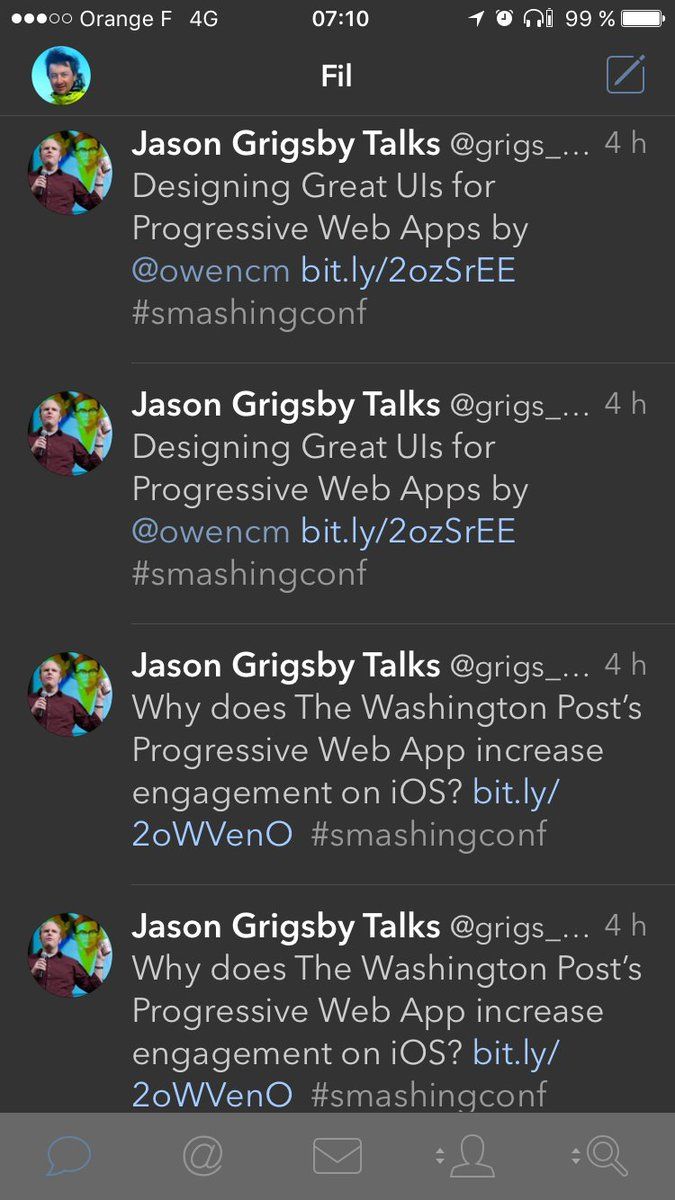 Orange F 4G 07:10 99 %
Fil
Jason Grigsby Talks @grigs_... 4 h
Designing Great UIs for
Progressive Web Apps by
@owencm bit.ly/2ozSrEE
#smashingconf
Jason Grigsby Talks @grigs_... 4 h
Designing Great UIs for
Progressive Web Apps by
@owencm bit.ly/2ozSrEE
#smashingconf
Jason Grigsby Talks @grigs_... 4 h
Why does The Washington Post’s
Progressive Web App increase
engagement on iOS? bit.ly/
2oWVenO #smashingconf
Jason Grigsby Talks @grigs_... 4 h
Why does The Washington Post’s
Progressive Web App increase
engagement on iOS? bit.ly/
2oWVenO #smashingconf